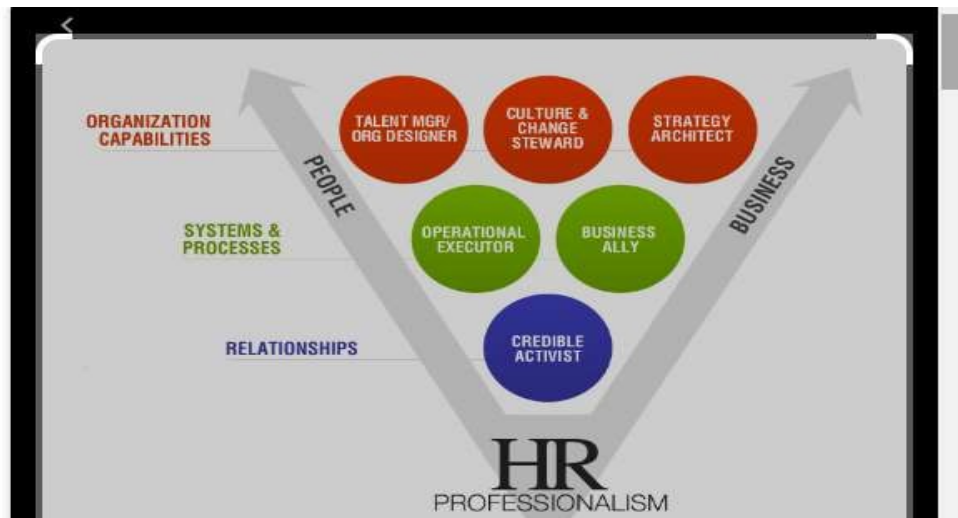 ORGANIZATION
CAPABILITIES
TALENT MGR/
ORG DESIGNER
CULTURE &
CHANGE
STEWARD
STRATEGY
ARCHITECT
PEOPLE
BUSINESS
SYSTEMS &
PROCESSES
OPERATIONAL
EXECUTOR
BUSINESS
ALLY
RELATIONSHIPS
CREDIBLE
ACTIVIST
HR
PROFESSIONALISM